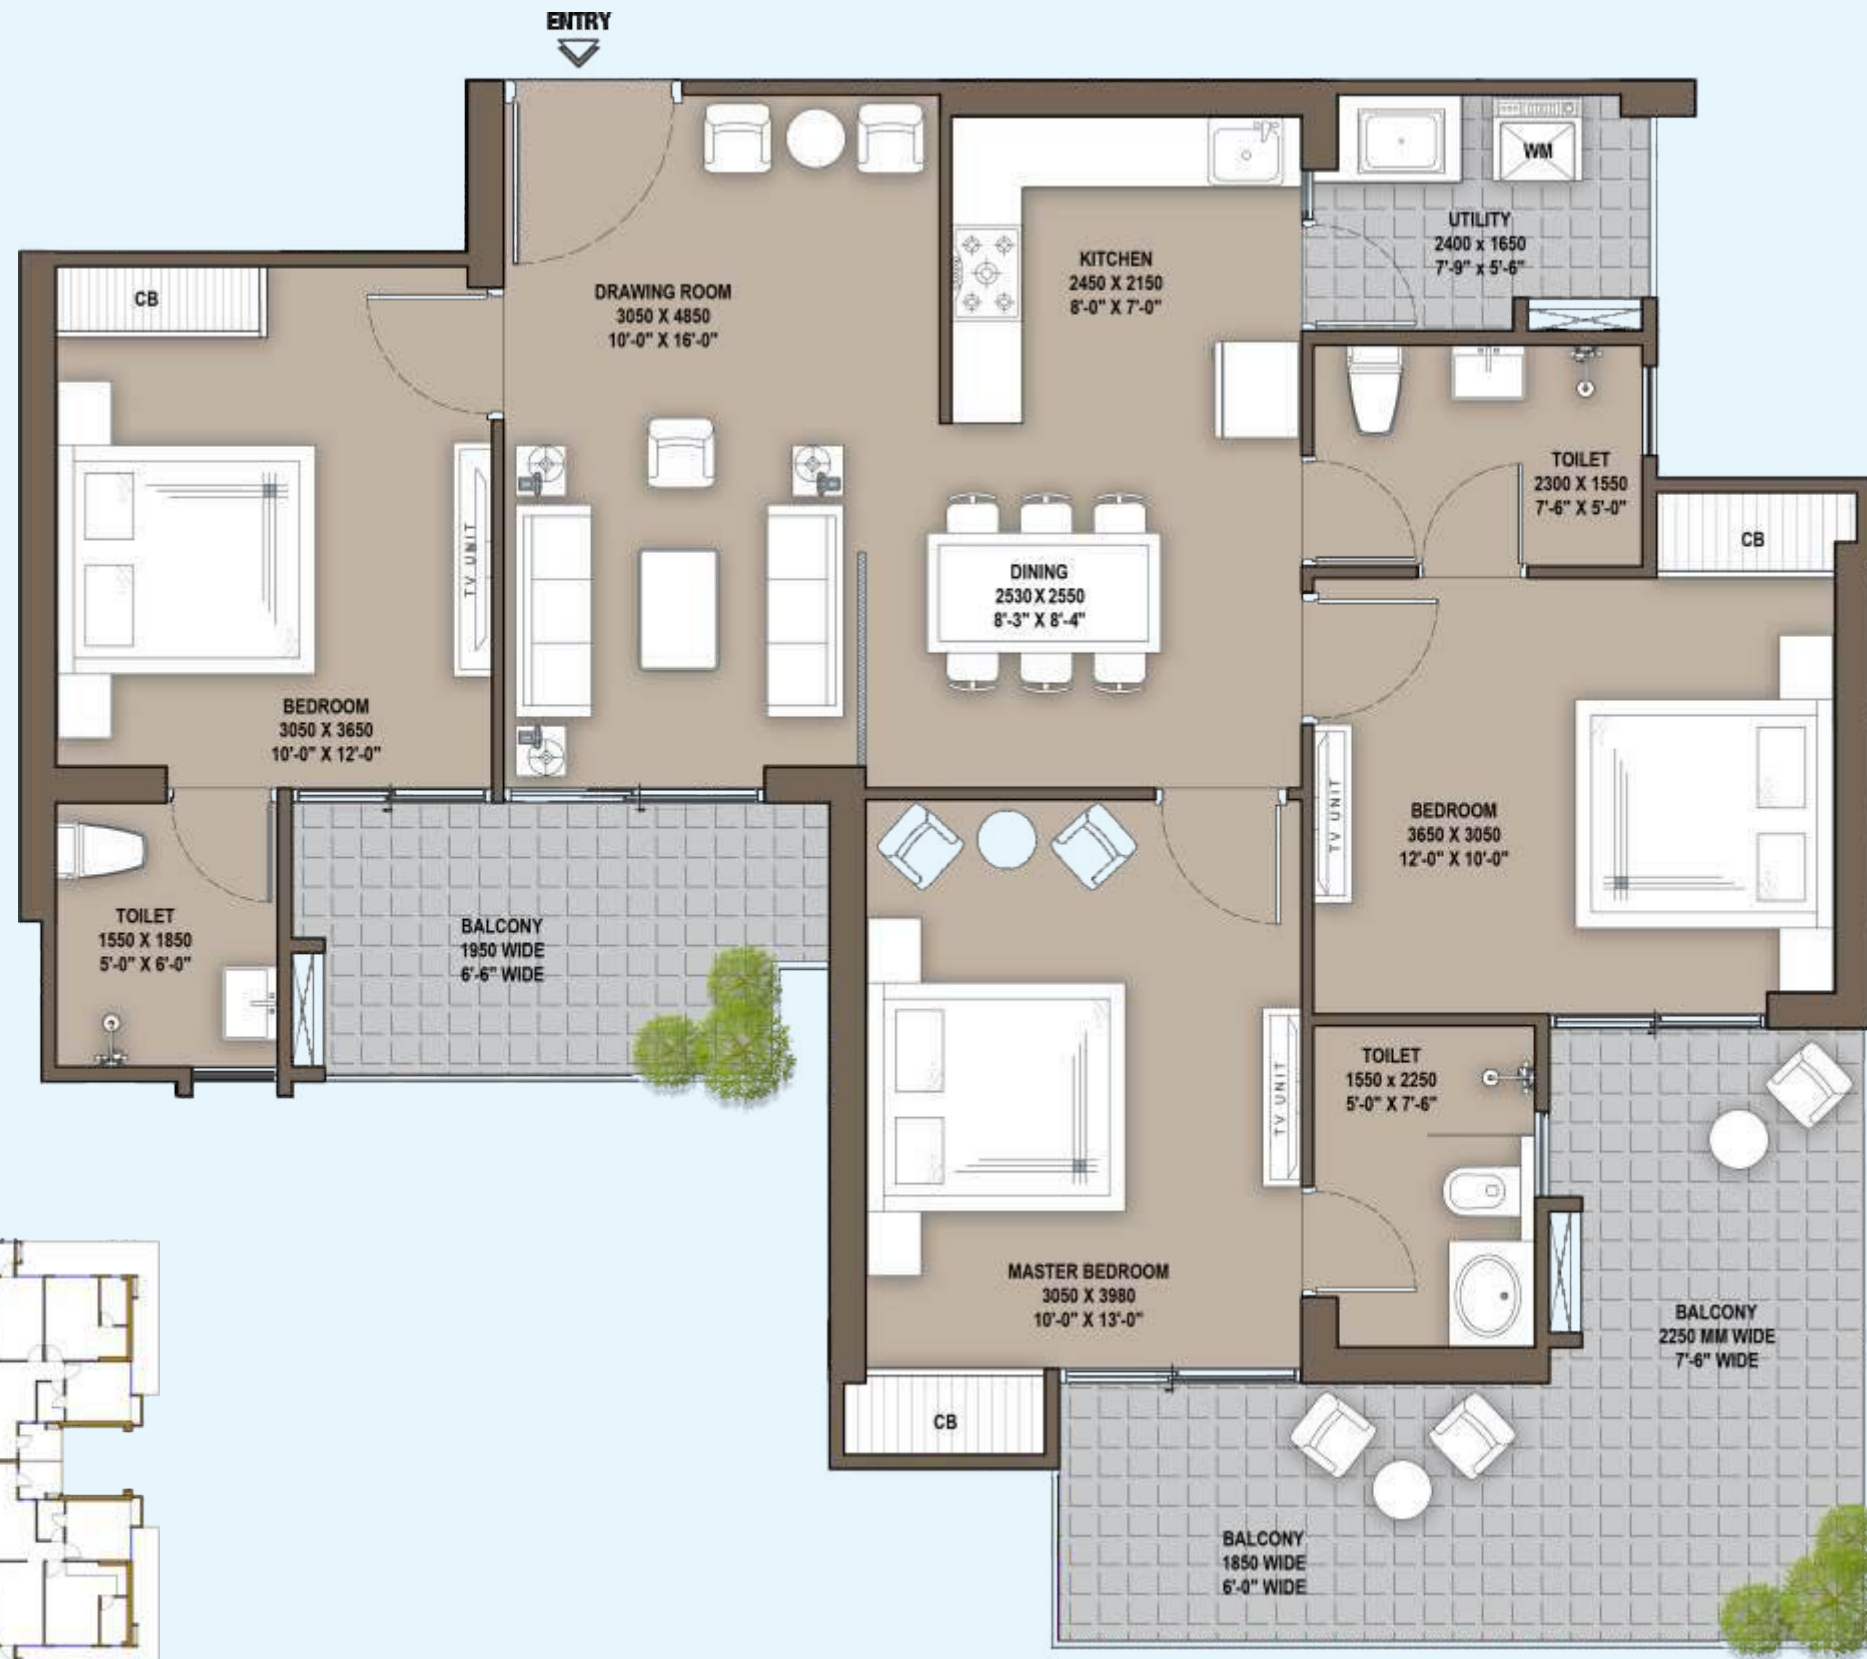 ENTRY
CB
DRAWING ROOM
3050 X 4850
10'-0" X 16'-0"
KITCHEN
2450 X 2150
8'-0" X 7'-0"
WM
UTILITY
2400 x 1650
7'-9" x 5'-6"
TOILET
2300 X 1550
7'-6" X 5'-0"
CB
TV UNIT
DINING
2530 X 2550
8'-3" X 8'-4"
BEDROOM
3050 X 3650
10'-0" X 12'-0"
TV UNIT
BEDROOM
3650 X 3050
12'-0" X 10'-0"
TOILET
1550 X 1850
5'-0" X 6'-0"
BALCONY
1950 WIDE
6'-6" WIDE
TV UNIT
TOILET
1550 x 2250
5'-0" X 7'-6"
MASTER BEDROOM
3050 X 3980
10'-0" X 13'-0"
BALCONY
2250 MM WIDE
7'-6" WIDE
CB
BALCONY
1850 WIDE
6'-0" WIDE